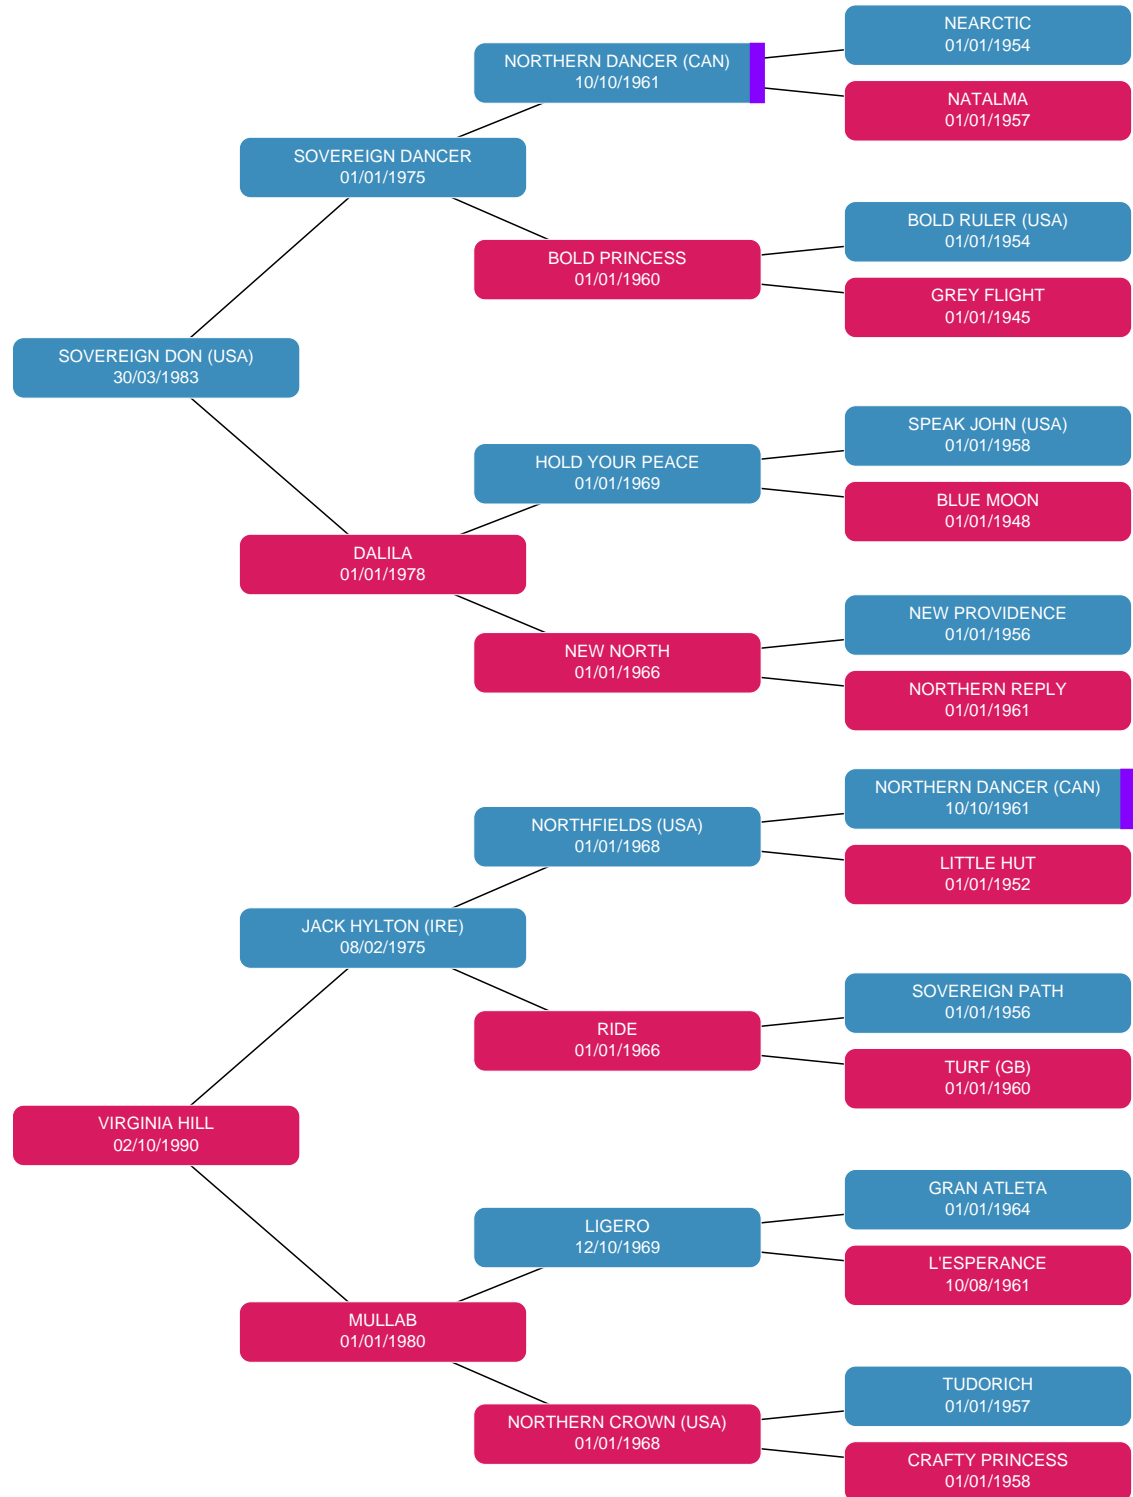 NEARCTIC
01/01/1954
NORTHERN DANCER (CAN)
10/10/1961
NATALMA
01/01/1957
SOVEREIGN DANCER
01/01/1975
BOLD RULER (USA)
01/01/1954
BOLD PRINCESS
01/01/1960
GREY FLIGHT
01/01/1945
SOVEREIGN DON (USA)
30/03/1983
SPEAK JOHN (USA)
01/01/1958
HOLD YOUR PEACE
01/01/1969
BLUE MOON
01/01/1948
DALILA
01/01/1978
NEW PROVIDENCE
01/01/1956
NEW NORTH
01/01/1966
NORTHERN REPLY
01/01/1961
NORTHERN DANCER (CAN)
10/10/1961
NORTHFIELDS (USA)
01/01/1968
LITTLE HUT
01/01/1952
JACK HYLTON (IRE)
08/02/1975
SOVEREIGN PATH
01/01/1956
RIDE
01/01/1966
TURF (GB)
01/01/1960
VIRGINIA HILL
02/10/1990
GRAN ATLETA
01/01/1964
LIGERO
12/10/1969
L'ESPERANCE
10/08/1961
MULLAB
01/01/1980
TUDORICH
01/01/1957
NORTHERN CROWN (USA)
01/01/1968
CRAFTY PRINCESS
01/01/1958